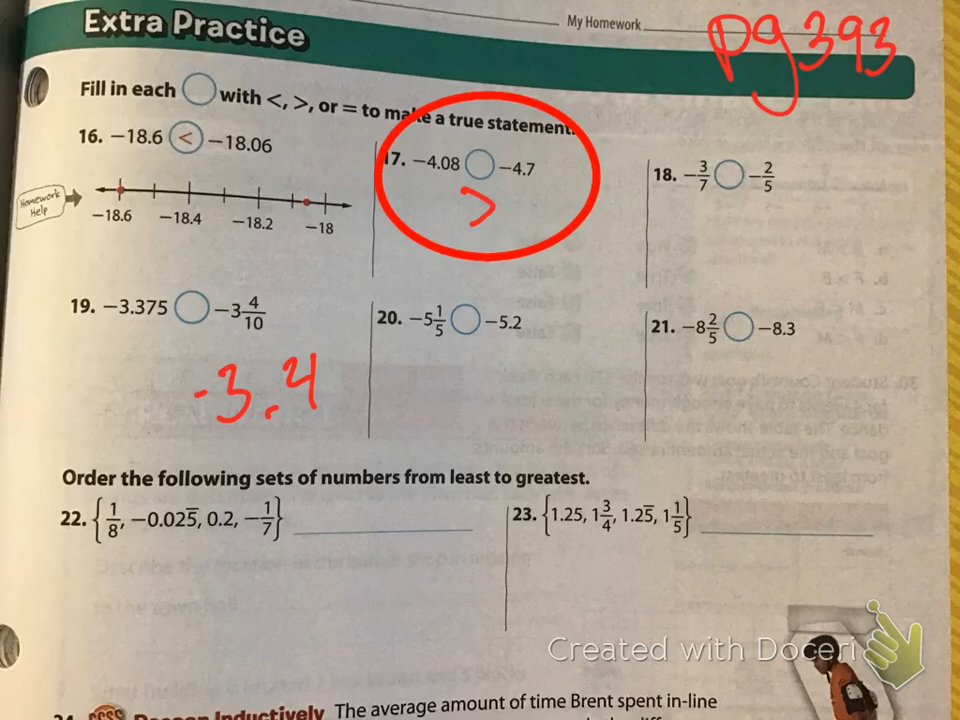 My Homework
Extra Practice
pg 393
Fill in each ◯ with <, >, or = to make a true statement.
16. −18.6 < −18.06
17. −4.08 ◯ −4.7
>
18. −3/7 ◯ −2/5
Homework Help
−18.6 −18.4 −18.2 −18
19. −3.375 ◯ −3 4/10
-3.4
20. −5 1/5 ◯ −5.2
21. −8 2/5 ◯ −8.3
Order the following sets of numbers from least to greatest.
22. {1/8, −0.025̅, 0.2, −1/7}
23. {1.25, 1 3/4, 1.25̅, 1 1/5}
Created with Doceri
CCSS Reason Inductively The average amount of time Brent spent in-line